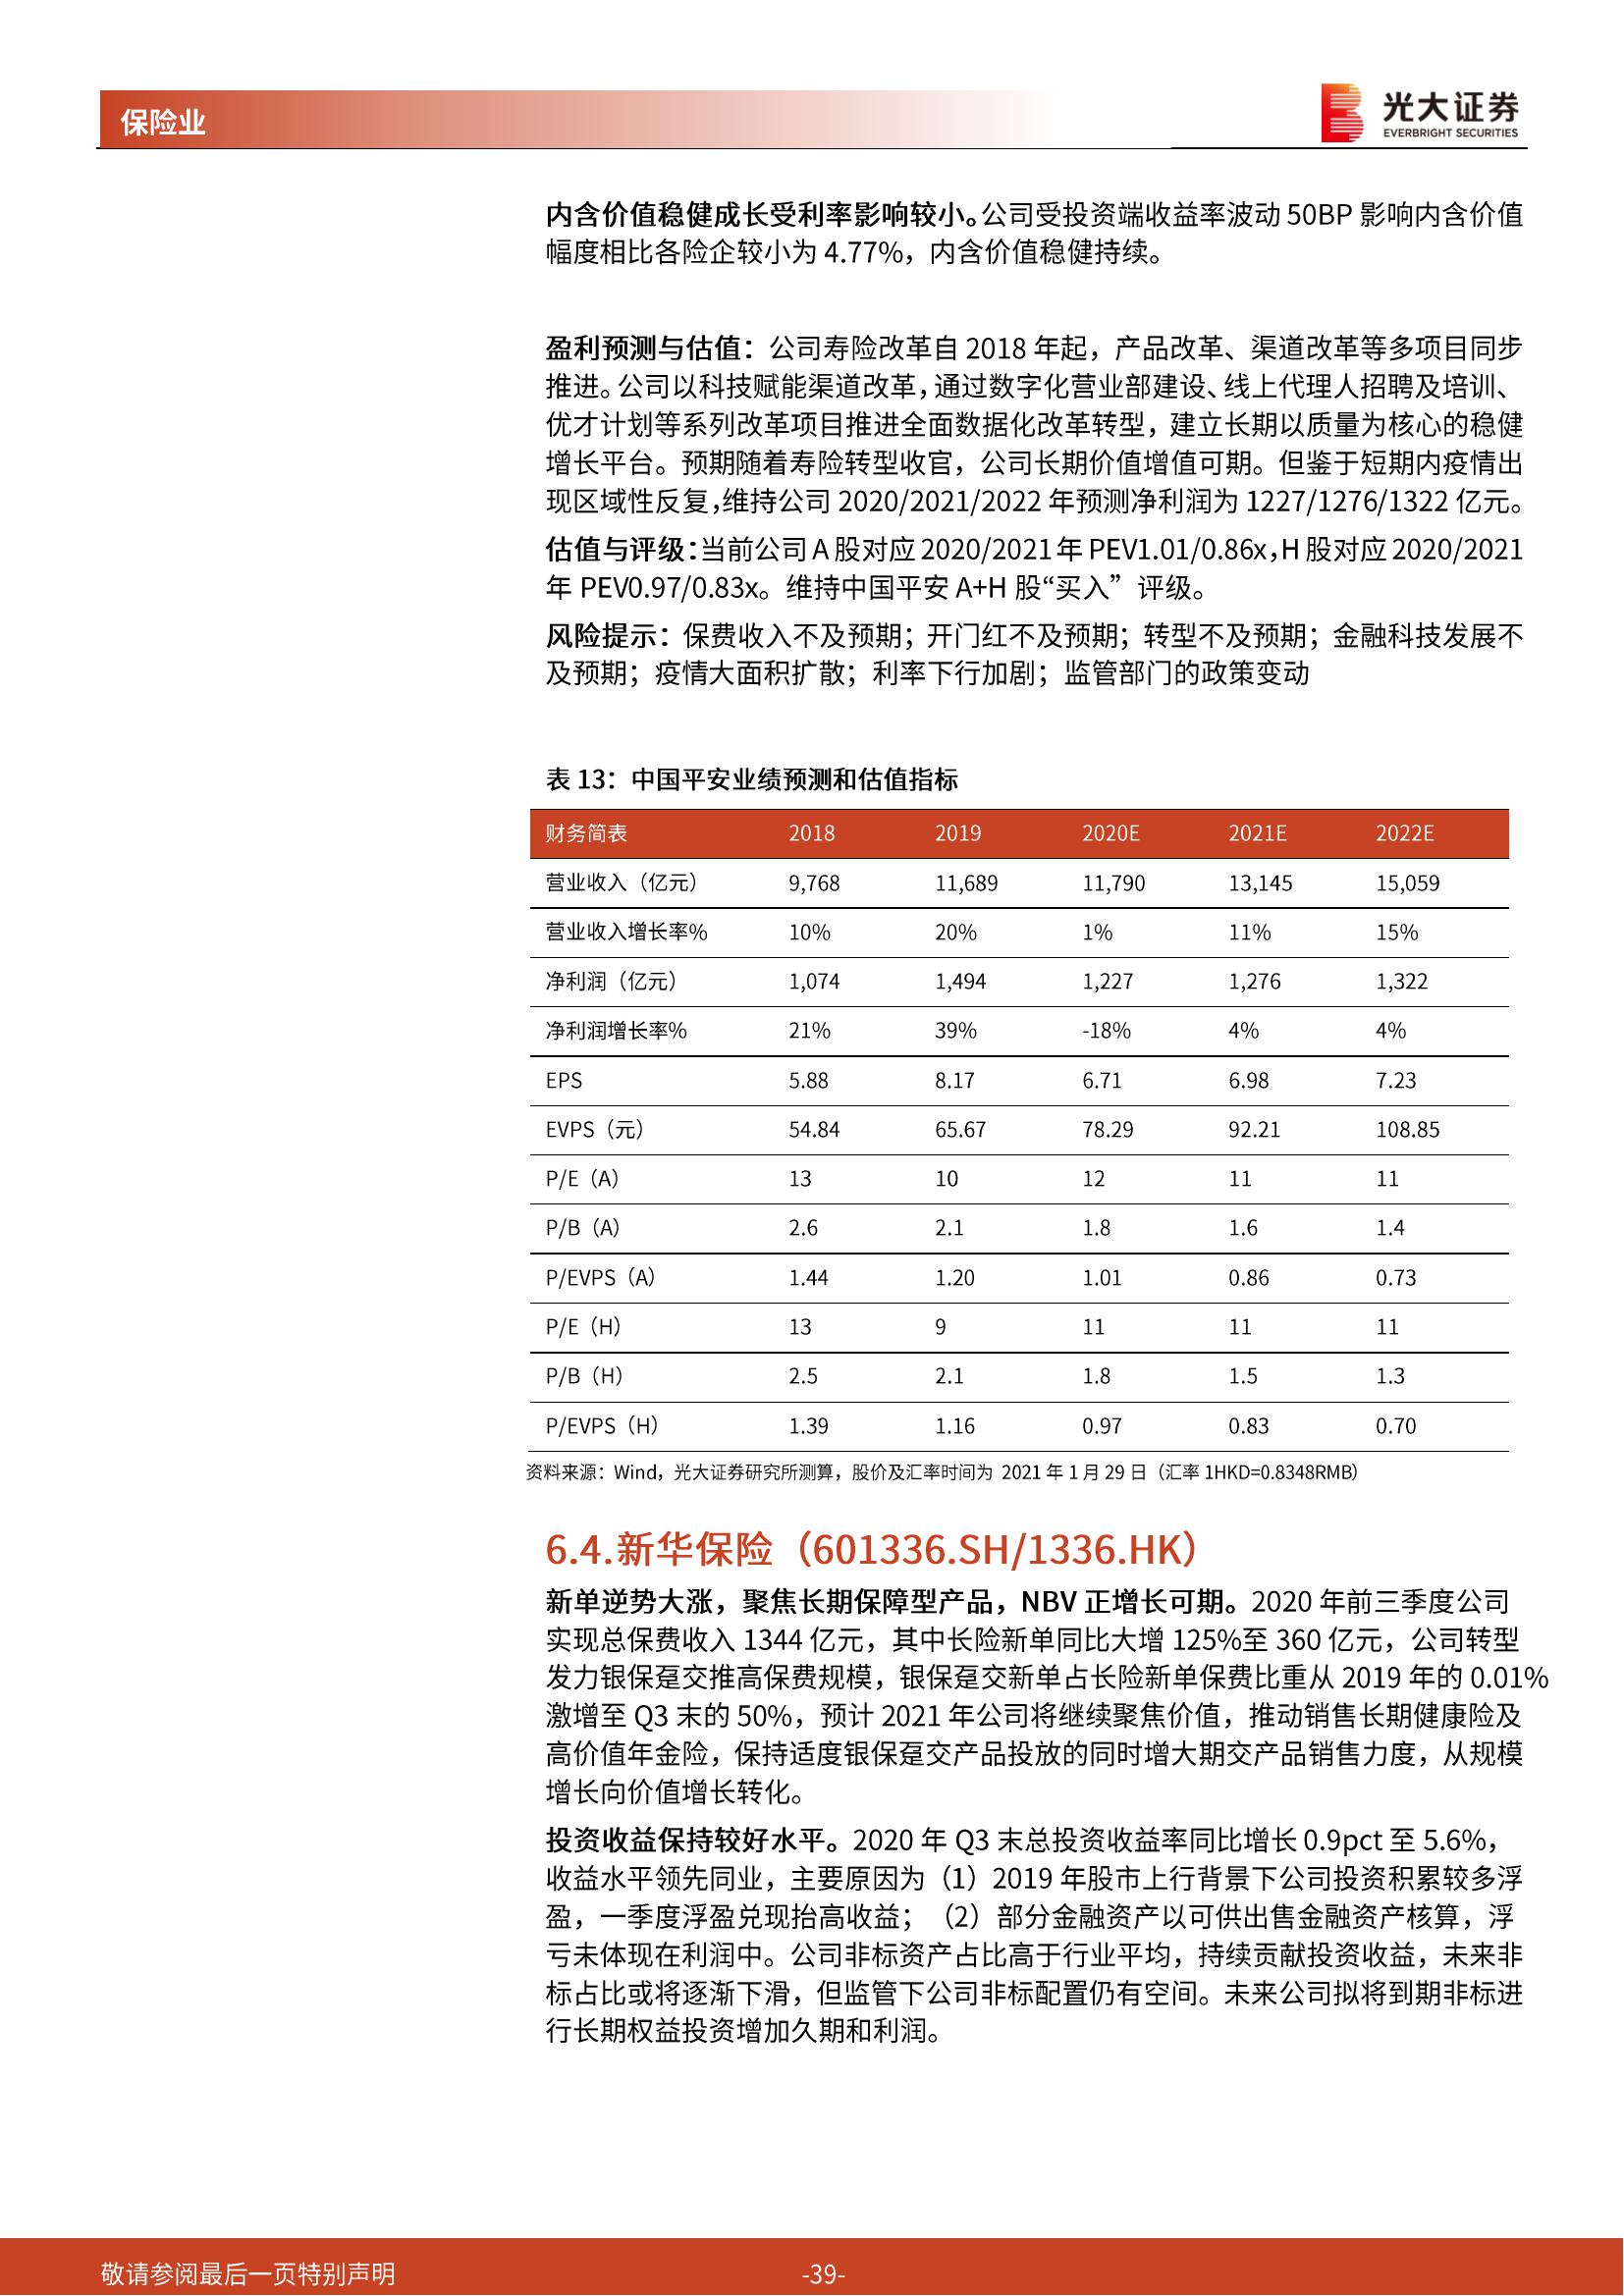 保险业
光大证券
EVERBRIGHT SECURITIES
内含价值稳健成长受利率影响较小。公司受投资端收益率波动 50BP 影响内含价值
幅度相比各险企较小为 4.77%，内含价值稳健持续。
盈利预测与估值：公司寿险改革自 2018 年起，产品改革、渠道改革等多项目同步
推进。公司以科技赋能渠道改革，通过数字化营业部建设、线上代理人招聘及培训、
优才计划等系列改革项目推进全面数据化改革转型，建立长期以质量为核心的稳健
增长平台。预期随着寿险转型收官，公司长期价值增值可期。但鉴于短期内疫情出
现区域性反复，维持公司 2020/2021/2022 年预测净利润为 1227/1276/1322 亿元。
估值与评级：当前公司 A 股对应 2020/2021 年 PEV1.01/0.86x，H 股对应 2020/2021
年 PEV0.97/0.83x。维持中国平安 A+H 股“买入”评级。
风险提示：保费收入不及预期；开门红不及预期；转型不及预期；金融科技发展不
及预期；疫情大面积扩散；利率下行加剧；监管部门的政策变动
表 13：中国平安业绩预测和估值指标
财务简表 2018 2019 2020E 2021E 2022E
营业收入（亿元） 9,768 11,689 11,790 13,145 15,059
营业收入增长率% 10% 20% 1% 11% 15%
净利润（亿元） 1,074 1,494 1,227 1,276 1,322
净利润增长率% 21% 39% -18% 4% 4%
EPS 5.88 8.17 6.71 6.98 7.23
EVPS（元） 54.84 65.67 78.29 92.21 108.85
P/E（A） 13 10 12 11 11
P/B（A） 2.6 2.1 1.8 1.6 1.4
P/EVPS（A） 1.44 1.20 1.01 0.86 0.73
P/E（H） 13 9 11 11 11
P/B（H） 2.5 2.1 1.8 1.5 1.3
P/EVPS（H） 1.39 1.16 0.97 0.83 0.70
资料来源：Wind，光大证券研究所测算，股价及汇率时间为 2021 年 1 月 29 日（汇率 1HKD=0.8348RMB）
6.4.新华保险（601336.SH/1336.HK）
新单逆势大涨，聚焦长期保障型产品，NBV 正增长可期。2020 年前三季度公司
实现总保费收入 1344 亿元，其中长险新单同比大增 125%至 360 亿元，公司转型
发力银保趸交推高保费规模，银保趸交新单占长险新单保费比重从 2019 年的 0.01%
激增至 Q3 末的 50%，预计 2021 年公司将继续聚焦价值，推动销售长期健康险及
高价值年金险，保持适度银保趸交产品投放的同时增大期交产品销售力度，从规模
增长向价值增长转化。
投资收益保持较好水平。2020 年 Q3 末总投资收益率同比增长 0.9pct 至 5.6%，
收益水平领先同业，主要原因为（1）2019 年股市上行背景下公司投资积累较多浮
盈，一季度浮盈兑现抬高收益；（2）部分金融资产以可供出售金融资产核算，浮
亏未体现在利润中。公司非标资产占比高于行业平均，持续贡献投资收益，未来非
标占比或将逐渐下滑，但监管下公司非标配置仍有空间。未来公司拟将到期非标进
行长期权益投资增加久期和利润。
敬请参阅最后一页特别声明
-39-